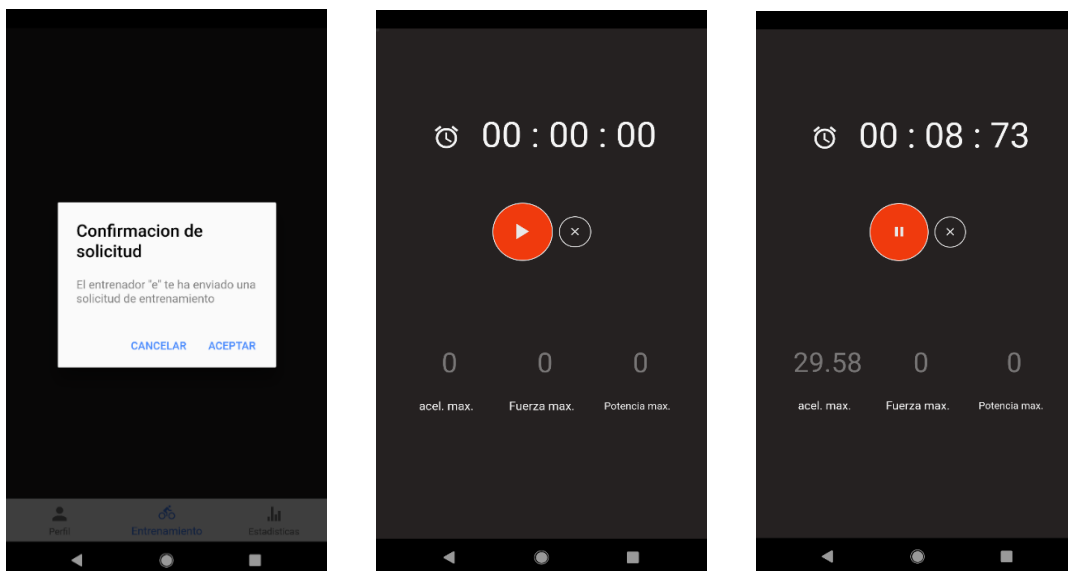 Confirmacion de
solicitud
El entrenador "e" te ha enviado una
solicitud de entrenamiento
CANCELAR ACEPTAR
Perfil Entrenamiento Estadisticas
00 : 00 : 00
0 0 0
acel. max. Fuerza max. Potencia max.
00 : 08 : 73
29.58 0 0
acel. max. Fuerza max. Potencia max.